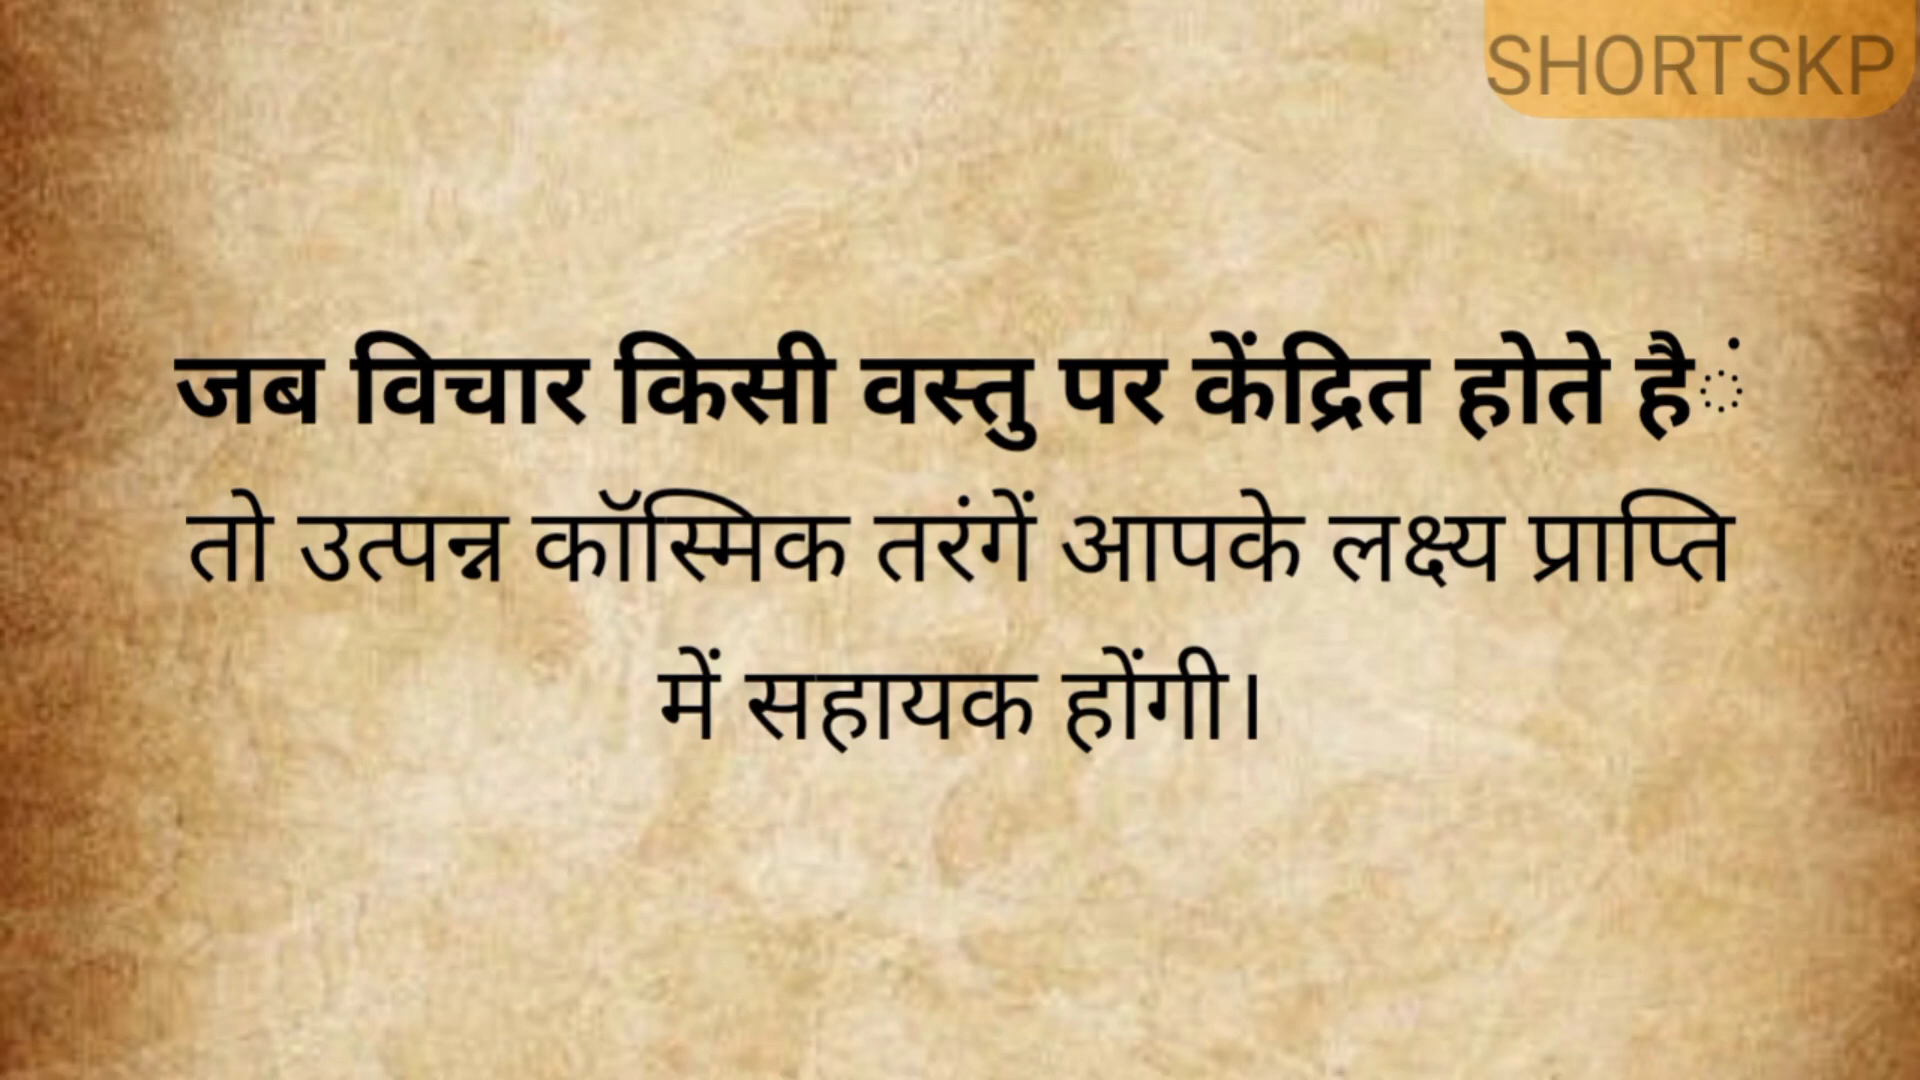 SHORTSKP
जब विचार किसी वस्तु पर केंद्रित होते हैं
तो उत्पन्न कॉस्मिक तरंगें आपके लक्ष्य प्राप्ति
में सहायक होंगी।